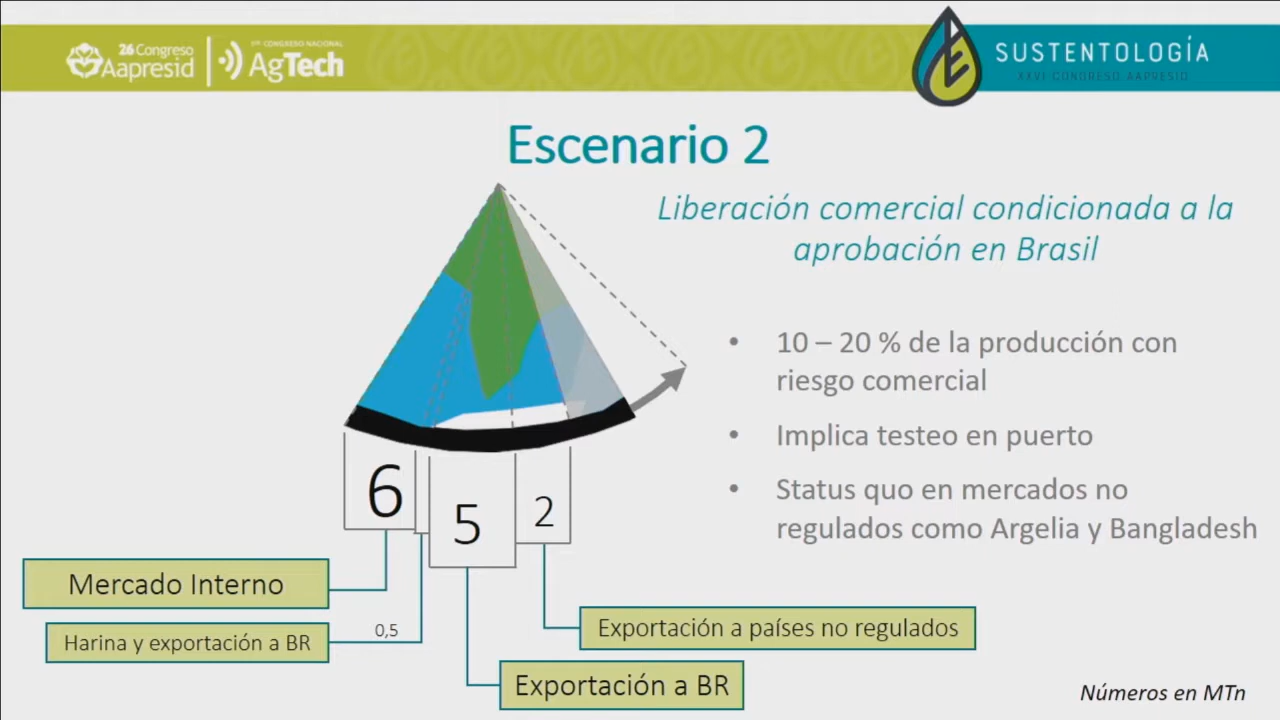 26 Congreso
Aapresid
1er CONGRESO NACIONAL
AgTech
SUSTENTOLOGÍA
XXVI CONGRESO AAPRESID
Escenario 2
Liberación comercial condicionada a la
aprobación en Brasil
• 10 – 20 % de la producción con
riesgo comercial
• Implica testeo en puerto
• Status quo en mercados no
regulados como Argelia y Bangladesh
6
5
2
Mercado Interno
Harina y exportación a BR
0,5
Exportación a países no regulados
Exportación a BR
Números en MTn